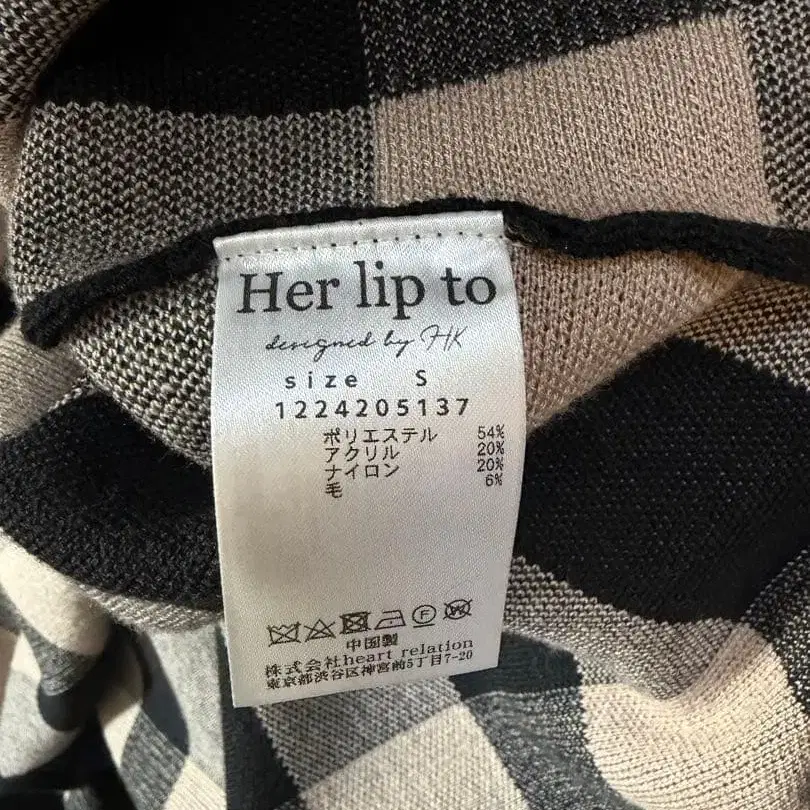 Her lip to
designed by HK
size S
1224205137
ポリエステル 54%
アクリル 20%
ナイロン 20%
毛 6%
F W
中国製
株式会社heart relation
東京都渋谷区神宮前5丁目7-20